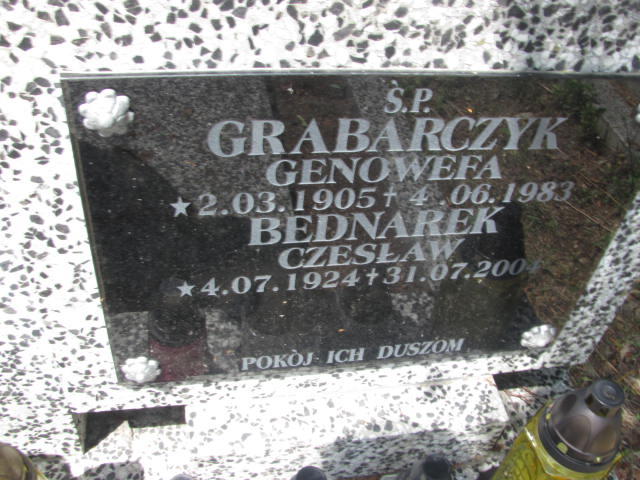 Ś.P.
GRABARCZYK
GENOWEFA
★2.03.1905 † 4.06.1983
BEDNAREK
CZESŁAW
★4.07.1924 † 31.07.2004
POKÓJ ICH DUSZOM